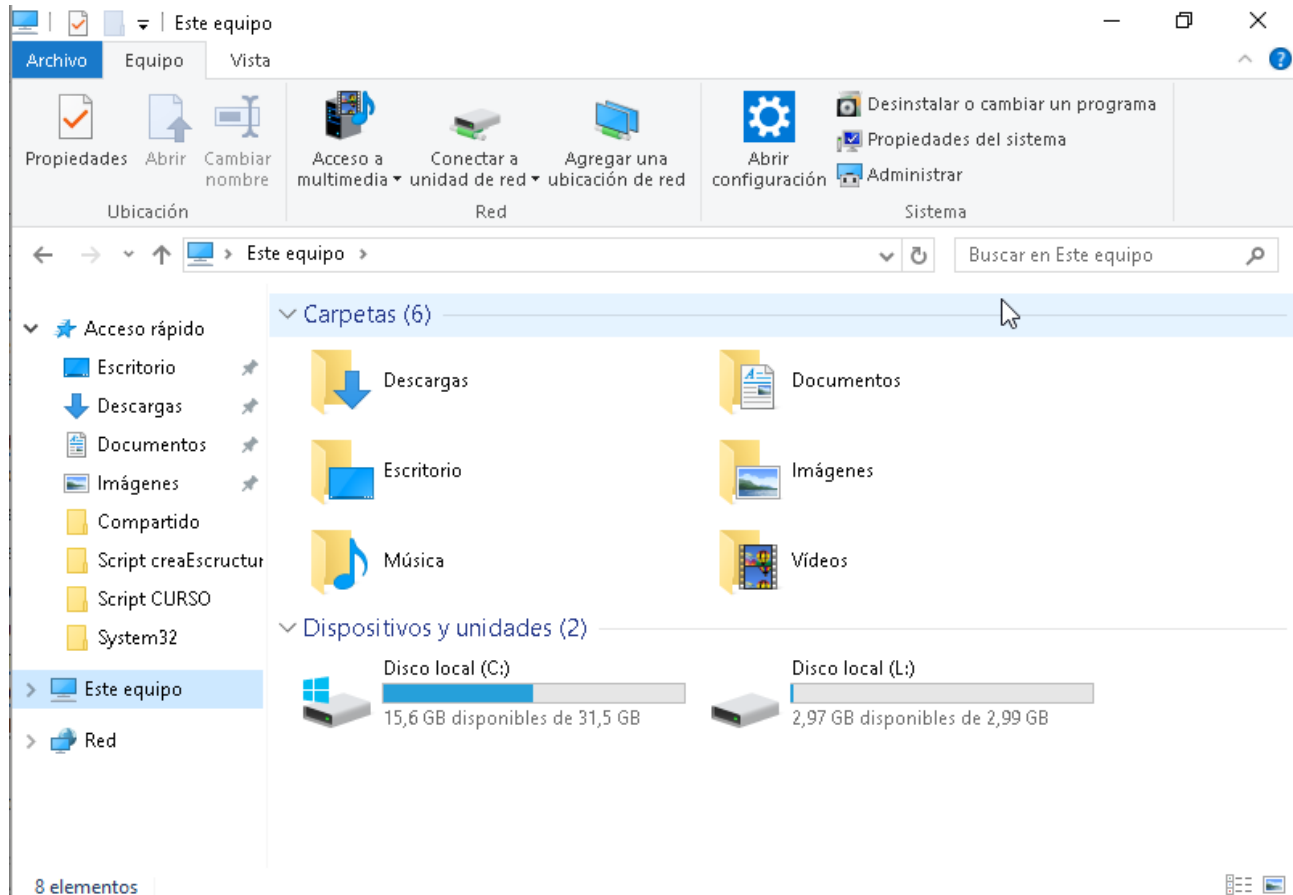 Este equipo
Archivo Equipo Vista
Propiedades Abrir Cambiar nombre
Acceso a multimedia Conectar a unidad de red Agregar una ubicación de red
Abrir configuración
Desinstalar o cambiar un programa
Propiedades del sistema
Administrar
Ubicación Red Sistema
Este equipo
Buscar en Este equipo
Acceso rápido
Escritorio
Descargas
Documentos
Imágenes
Compartido
Script creaEscructur
Script CURSO
System32
Este equipo
Red
Carpetas (6)
Descargas Documentos
Escritorio Imágenes
Música Vídeos
Dispositivos y unidades (2)
Disco local (C:) Disco local (L:)
15,6 GB disponibles de 31,5 GB 2,97 GB disponibles de 2,99 GB
8 elementos